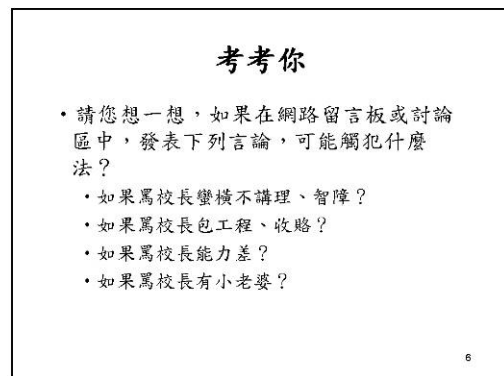 考考你
• 請您想一想，如果在網路留言板或討論
區中，發表下列言論，可能觸犯什麼
法？
• 如果罵校長蠻橫不講理、智障？
• 如果罵校長包工程、收賂？
• 如果罵校長能力差？
• 如果罵校長有小老婆？
6